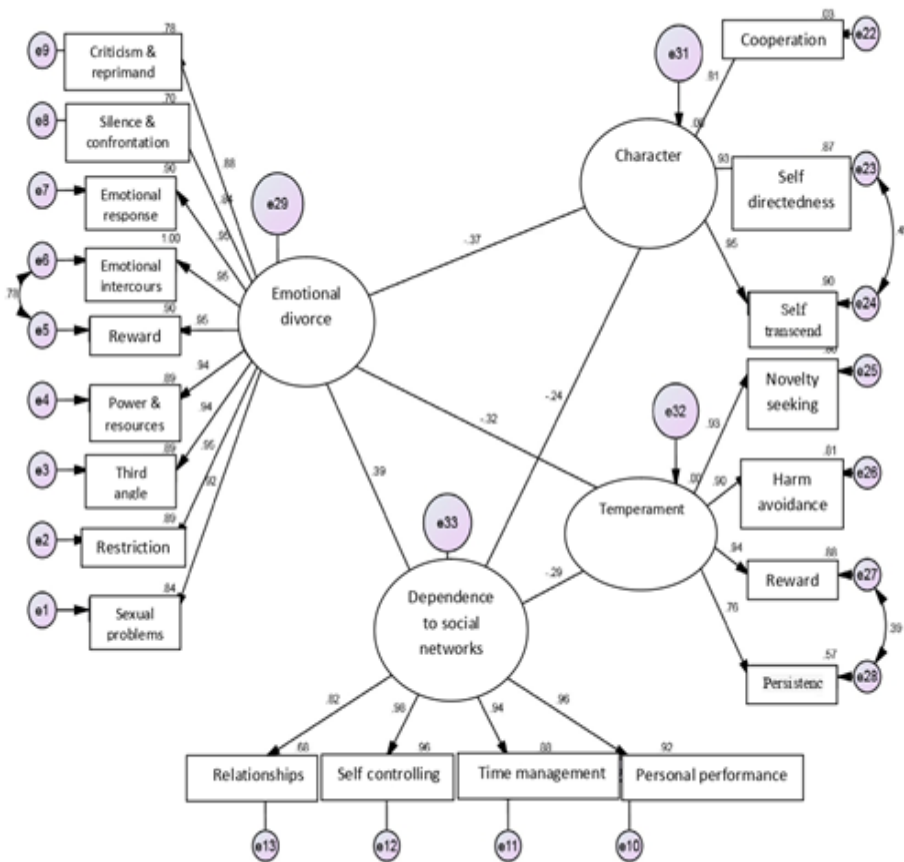 .78
e9
Criticism &
reprimand
.70
e8
Silence &
confrontation
.90
e7
Emotional
response
1.00
e6
Emotional
intercours
.78
.90
e5
Reward
.89
e4
Power &
resources
.89
e3
Third
angle
.89
e2
Restriction
.84
e1
Sexual
problems
.88
.94
.95
.95
.95
.94
.94
.95
.92
e29
Emotional
divorce
-.37
-.32
.39
-.24
-.29
e31
Character
.81
.93
.95
.03
Cooperation
e22
.87
Self
directedness
e23
.90
Self
transcend
e24
e32
Temperament
.93
.90
.94
.76
Novelty
seeking
e25
.81
Harm
avoidance
e26
.88
Reward
e27
.39
.57
Persistenc
e28
e33
Dependence
to social
networks
.82
.98
.94
.96
.68
.96
.88
.92
Relationships
Self controlling
Time management
Personal performance
e13
e12
e11
e10